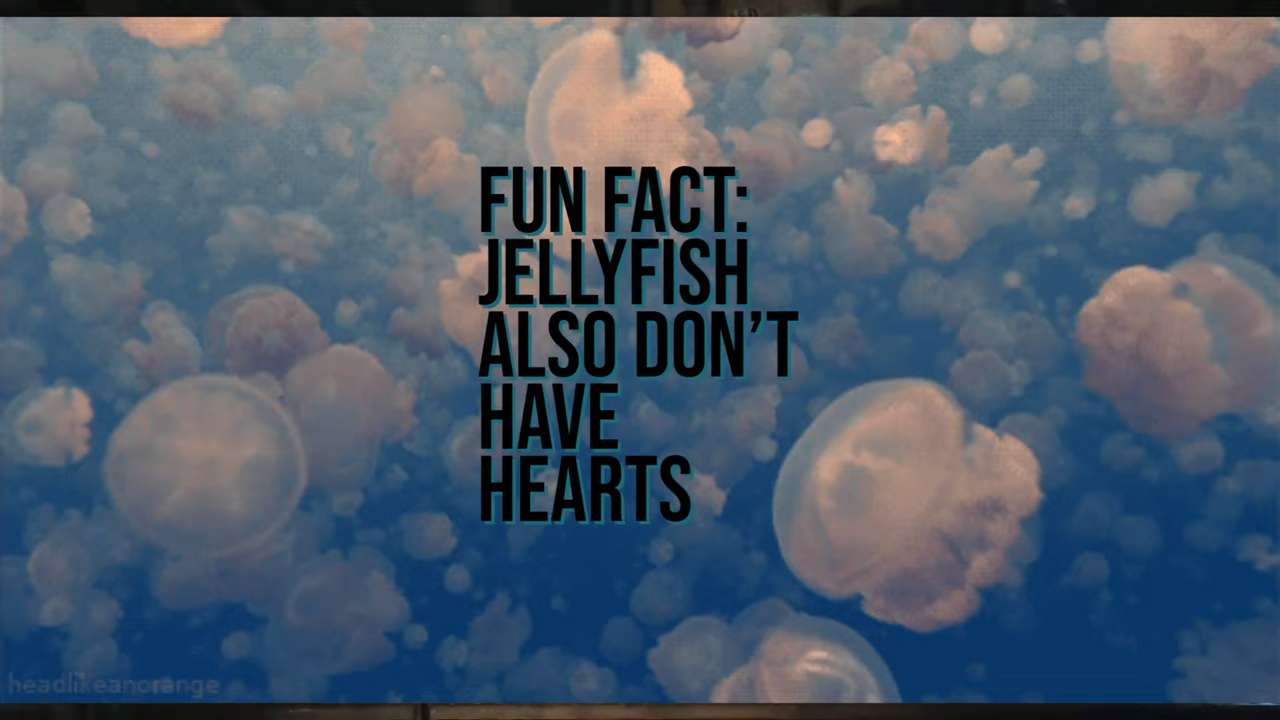 FUN FACT:
JELLYFISH
ALSO DON’T
HAVE
HEARTS
headlikeanorange